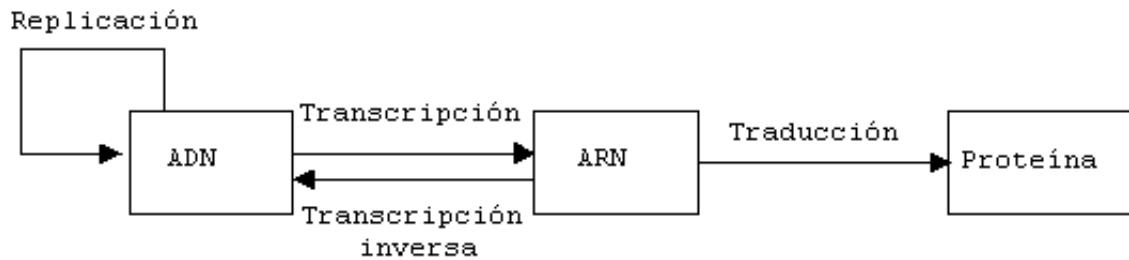 Replicación
Transcripción
Traducción
ADN
ARN
Proteína
Transcripción
inversa